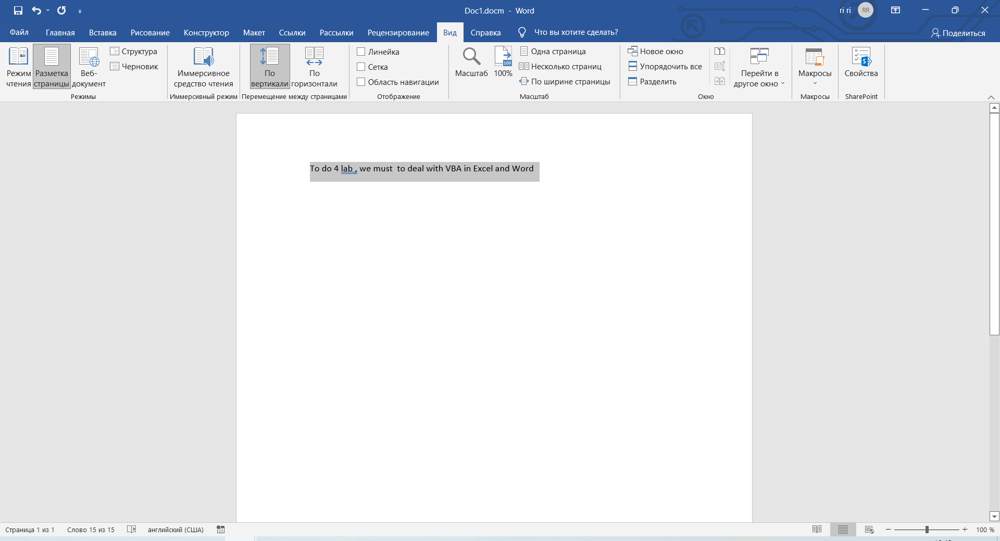 Doc1.docm - Word
ri ri
RR
Файл
Главная
Вставка
Рисование
Конструктор
Макет
Ссылки
Рассылки
Рецензирование
Вид
Справка
Что вы хотите сделать?
Поделиться
Режим чтения
Разметка страницы
Веб-документ
Структура
Черновик
Режимы
Иммерсивное средство чтения
Иммерсивный режим
По вертикали
По горизонтали
Перемещение между страницами
Линейка
Сетка
Область навигации
Отображение
Масштаб
100
100%
Одна страница
Несколько страниц
По ширине страницы
Масштаб
Новое окно
Упорядочить все
Разделить
Перейти в другое окно
Окно
Макросы
Макросы
S
Свойства
SharePoint
To do 4 lab , we must  to deal with VBA in Excel and Word
Страница 1 из 1
Слово 15 из 15
английский (США)
100 %